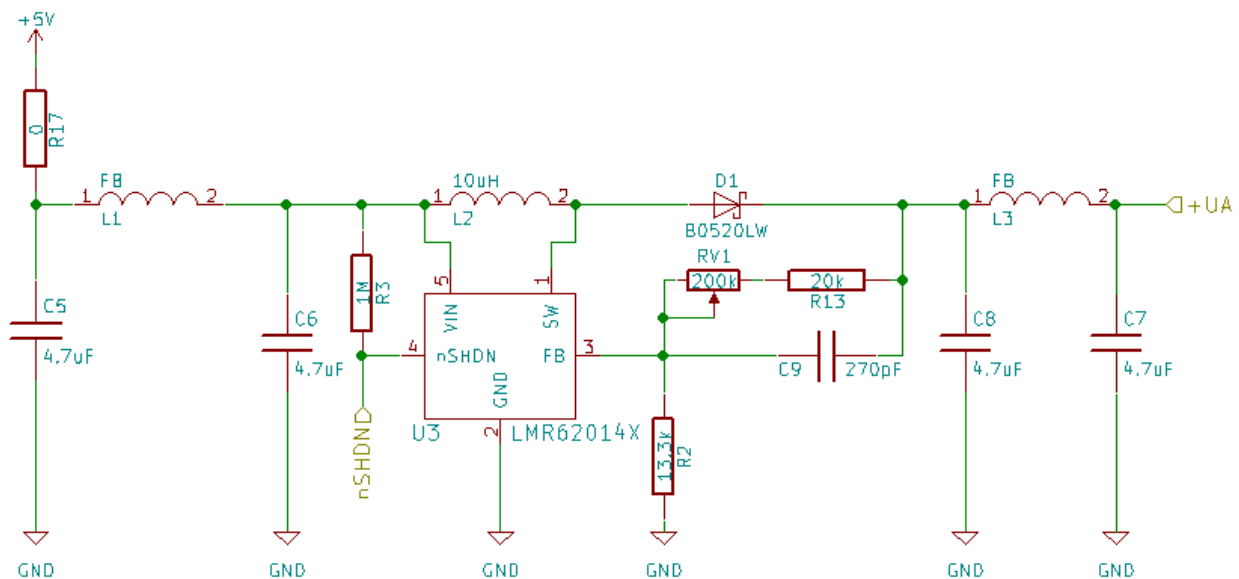 +5V
0
R17
FB
1 2
L1
10uH
1 2
L2
D1
B0520LW
FB
1 2
L3
+UA
RV1
200k
20k
R13
1M
R3
5
1
VIN
SW
4
nSHDN
FB
3
GND
2
U3
LMR62014X
nSHDN
C5
4.7uF
C6
4.7uF
C9
270pF
C8
4.7uF
C7
4.7uF
13.3k
R2
GND
GND
GND
GND
GND
GND